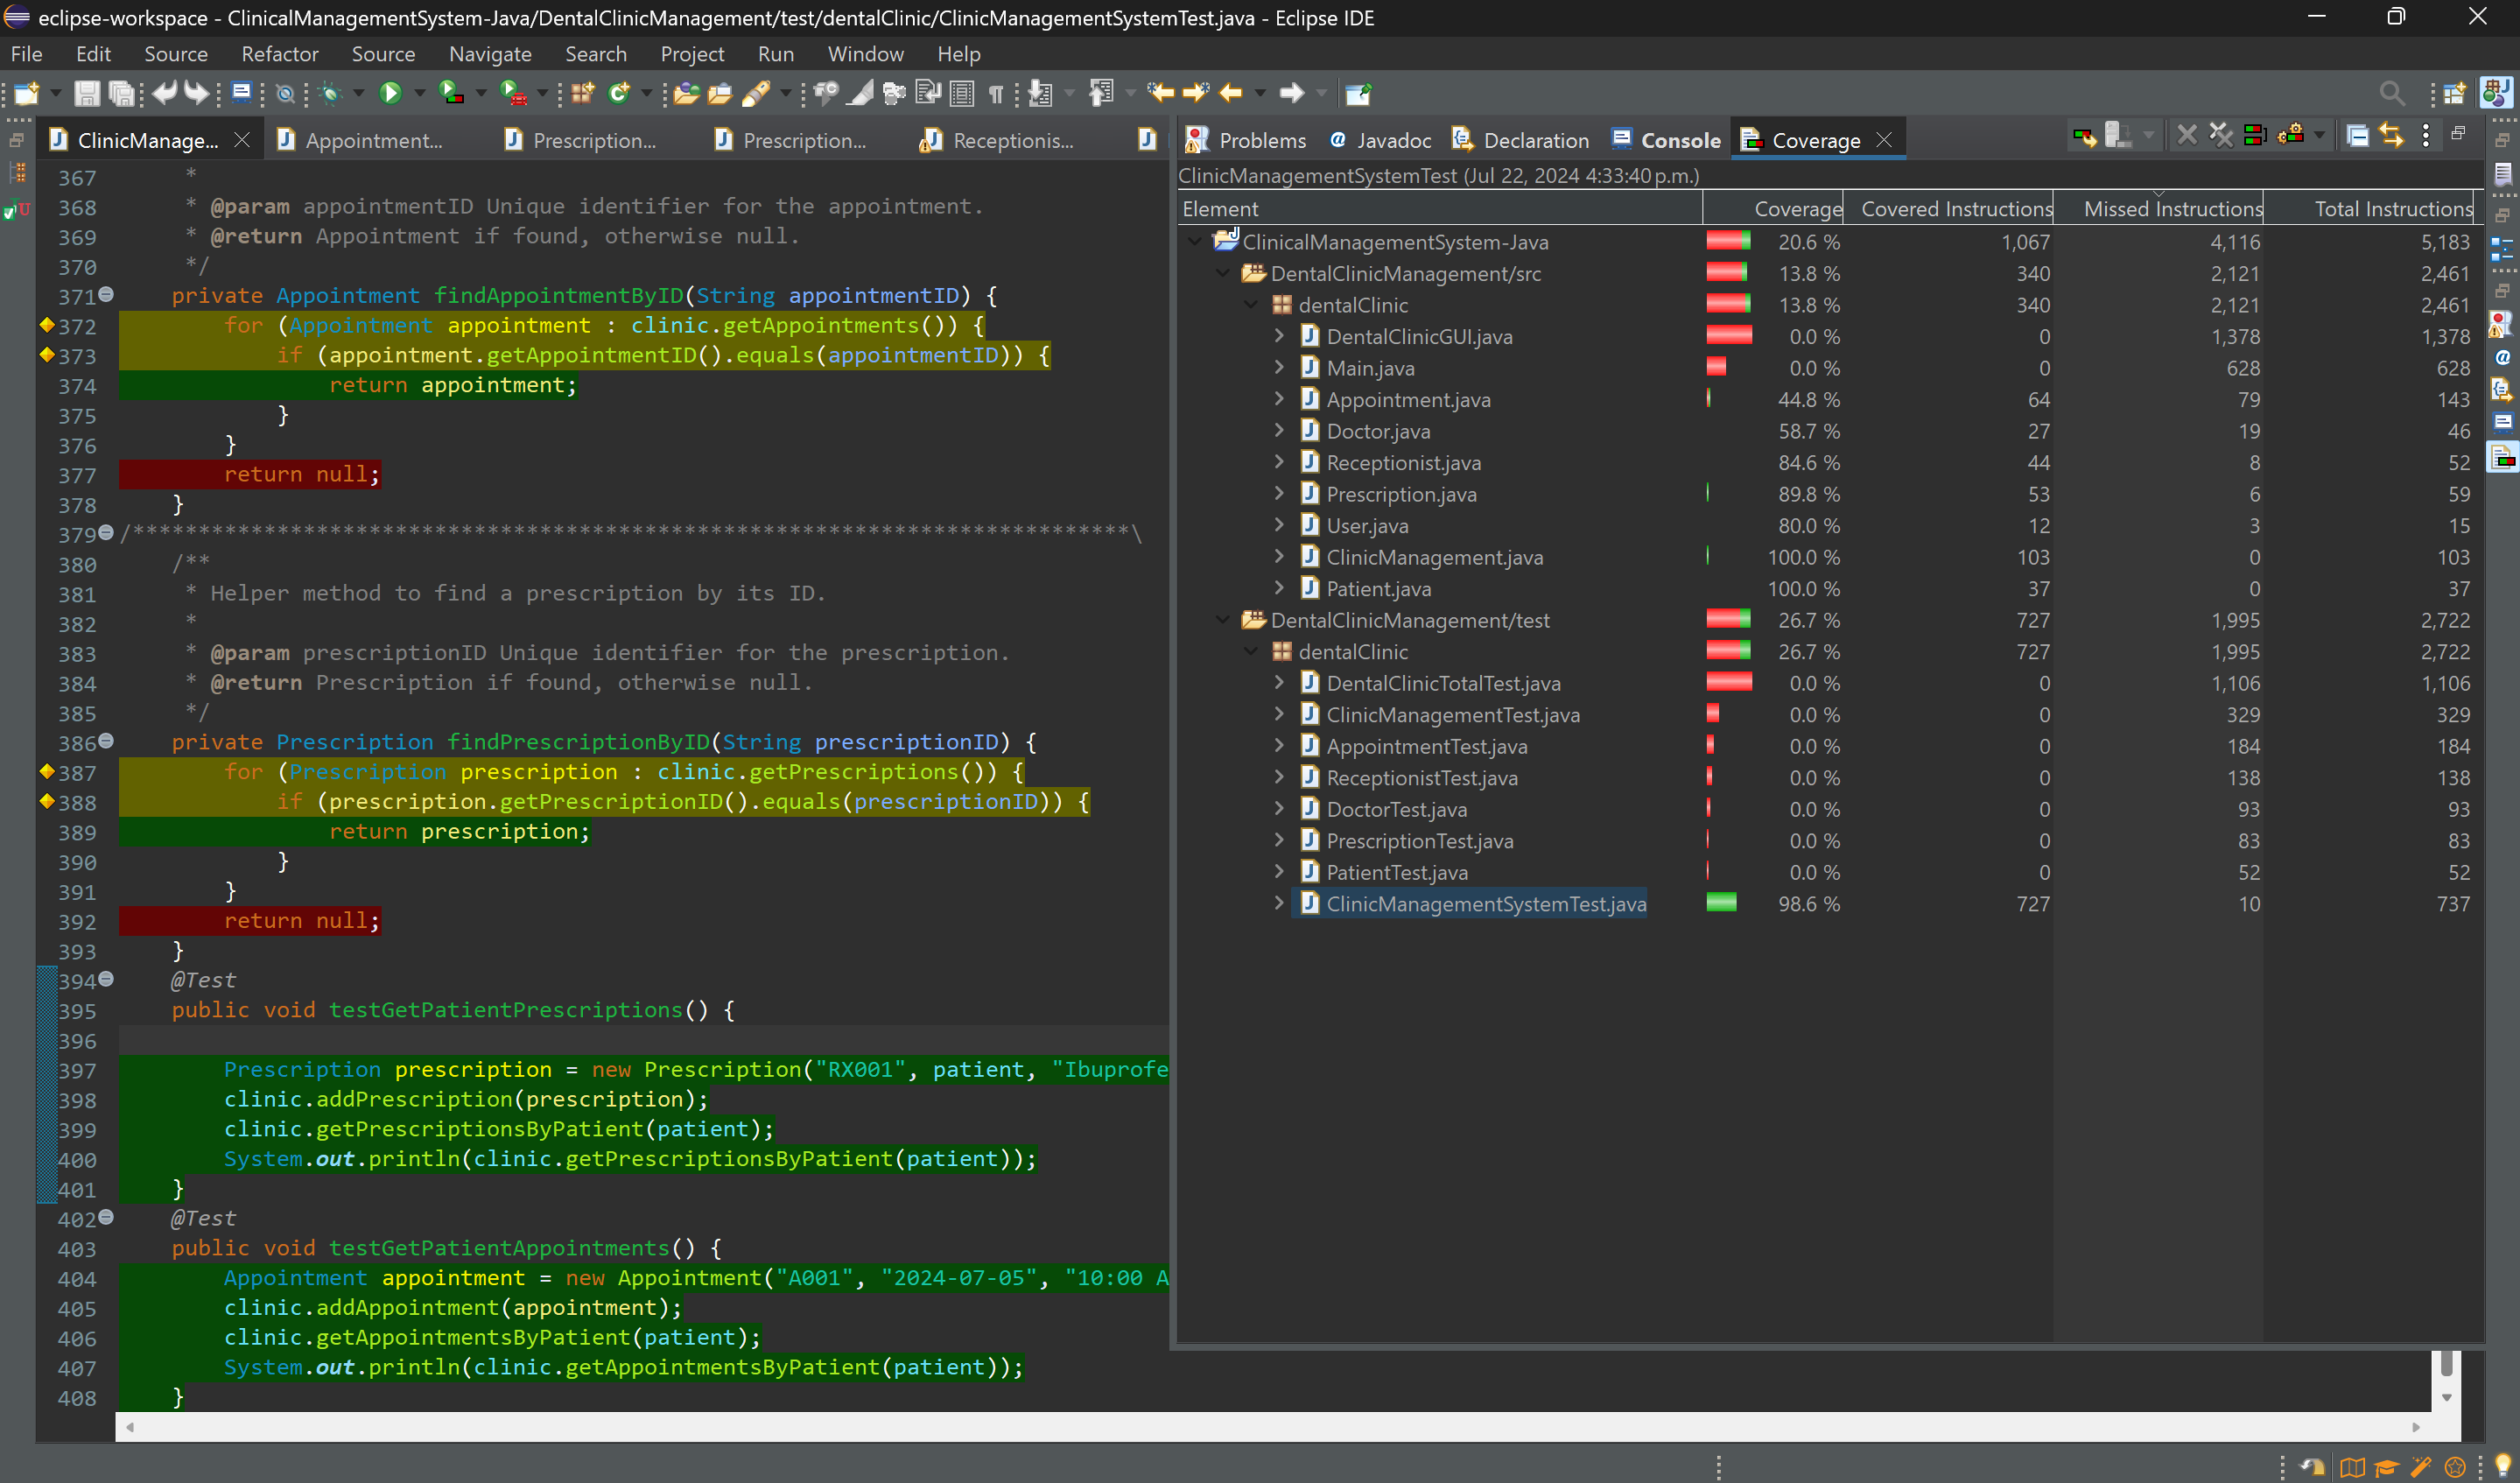 eclipse-workspace - ClinicalManagementSystem-Java/DentalClinicManagement/test/dentalClinic/ClinicManagementSystemTest.java - Eclipse IDE
File Edit Source Refactor Source Navigate Search Project Run Window Help
ClinicManage... Appointment... Prescription... Prescription... Receptionis...
367 *
368 * @param appointmentID Unique identifier for the appointment.
369 * @return Appointment if found, otherwise null.
370 */
371 private Appointment findAppointmentByID(String appointmentID) {
372 for (Appointment appointment : clinic.getAppointments()) {
373 if (appointment.getAppointmentID().equals(appointmentID)) {
374 return appointment;
375 }
376 }
377 return null;
378 }
379 /****************************************************************************\
380 /**
381 * Helper method to find a prescription by its ID.
382 *
383 * @param prescriptionID Unique identifier for the prescription.
384 * @return Prescription if found, otherwise null.
385 */
386 private Prescription findPrescriptionByID(String prescriptionID) {
387 for (Prescription prescription : clinic.getPrescriptions()) {
388 if (prescription.getPrescriptionID().equals(prescriptionID)) {
389 return prescription;
390 }
391 }
392 return null;
393 }
394 @Test
395 public void testGetPatientPrescriptions() {
396
397 Prescription prescription = new Prescription("RX001", patient, "Ibuprofe
398 clinic.addPrescription(prescription);
399 clinic.getPrescriptionsByPatient(patient);
400 System.out.println(clinic.getPrescriptionsByPatient(patient));
401 }
402 @Test
403 public void testGetPatientAppointments() {
404 Appointment appointment = new Appointment("A001", "2024-07-05", "10:00 A
405 clinic.addAppointment(appointment);
406 clinic.getAppointmentsByPatient(patient);
407 System.out.println(clinic.getAppointmentsByPatient(patient));
408 }
Problems Javadoc Declaration Console Coverage
ClinicManagementSystemTest (Jul 22, 2024 4:33:40 p.m.)
Element Coverage Covered Instructions Missed Instructions Total Instructions
ClinicalManagementSystem-Java 20.6 % 1,067 4,116 5,183
DentalClinicManagement/src 13.8 % 340 2,121 2,461
dentalClinic 13.8 % 340 2,121 2,461
DentalClinicGUI.java 0.0 % 0 1,378 1,378
Main.java 0.0 % 0 628 628
Appointment.java 44.8 % 64 79 143
Doctor.java 58.7 % 27 19 46
Receptionist.java 84.6 % 44 8 52
Prescription.java 89.8 % 53 6 59
User.java 80.0 % 12 3 15
ClinicManagement.java 100.0 % 103 0 103
Patient.java 100.0 % 37 0 37
DentalClinicManagement/test 26.7 % 727 1,995 2,722
dentalClinic 26.7 % 727 1,995 2,722
DentalClinicTotalTest.java 0.0 % 0 1,106 1,106
ClinicManagementTest.java 0.0 % 0 329 329
AppointmentTest.java 0.0 % 0 184 184
ReceptionistTest.java 0.0 % 0 138 138
DoctorTest.java 0.0 % 0 93 93
PrescriptionTest.java 0.0 % 0 83 83
PatientTest.java 0.0 % 0 52 52
ClinicManagementSystemTest.java 98.6 % 727 10 737